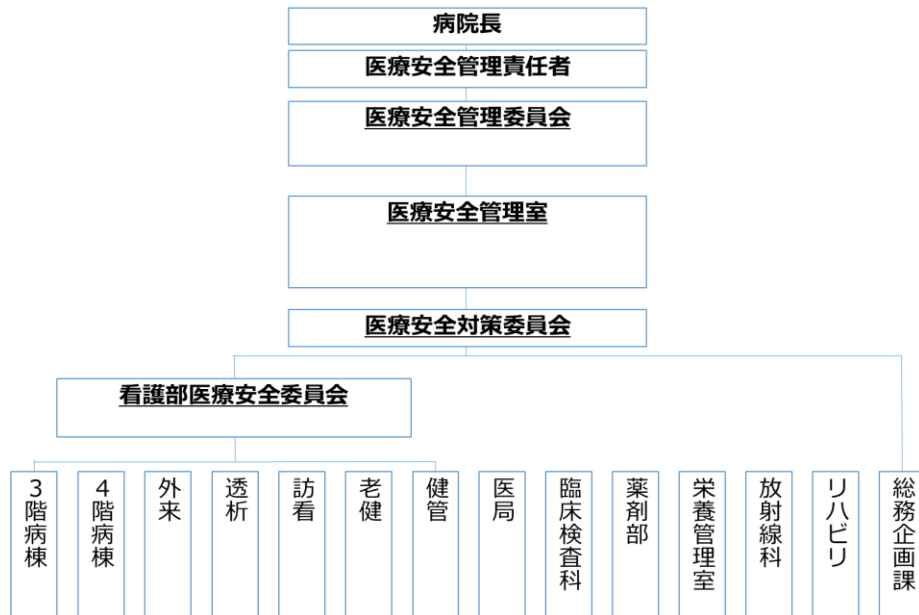 病院長
医療安全管理責任者
医療安全管理委員会
医療安全管理室
医療安全対策委員会
看護部医療安全委員会
3階病棟
4階病棟
外来
透析
訪看
老健
健管
医局
臨床検査科
薬剤部
栄養管理室
放射線科
リハビリ
総務企画課